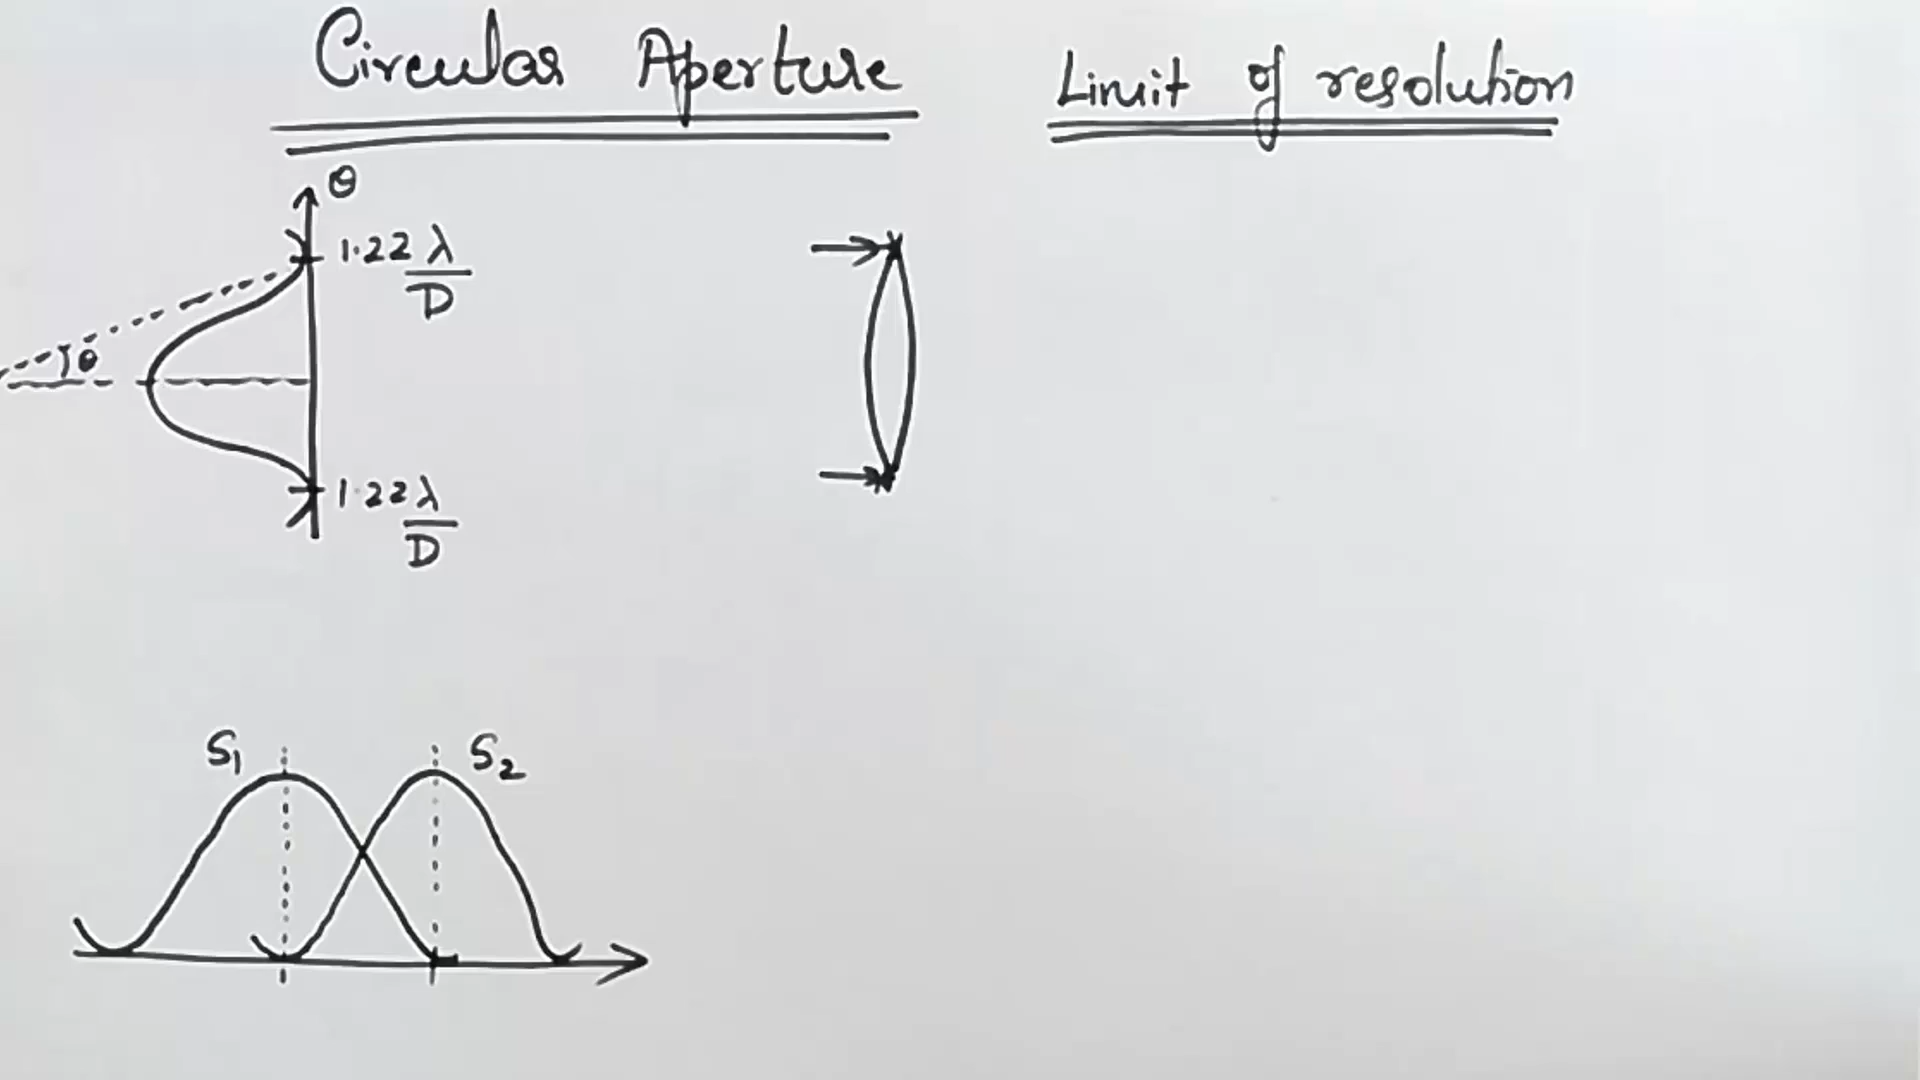 Circular Aperture
Limit of resolution
θ
1.22 λ/D
θ
1.22 λ/D
S₁
S₂